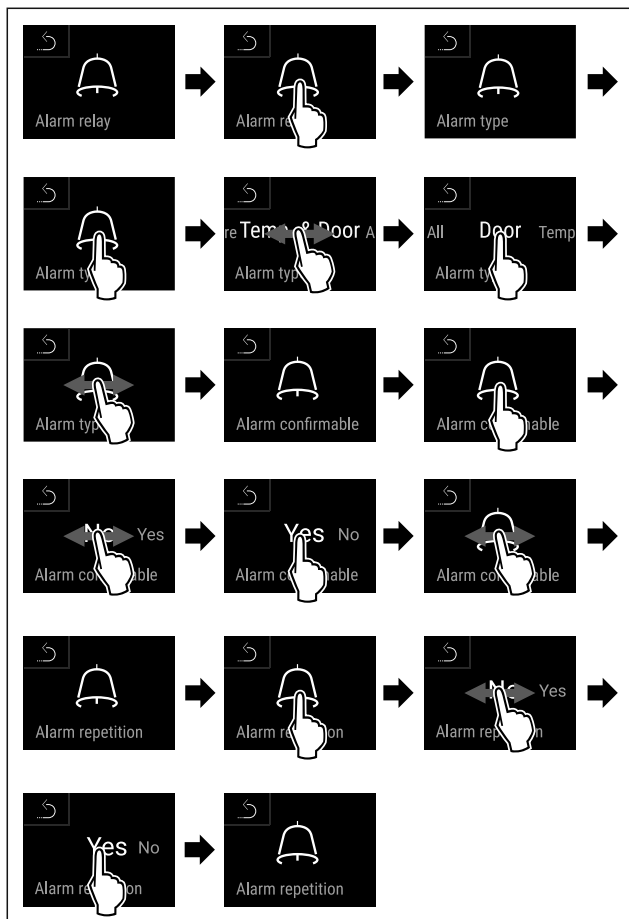 Alarm relay
Alarm re
Alarm type
Alarm ty
re Temp & Door A
Alarm typ
All Door Temp
Alarm ty
Alarm typ
Alarm confirmable
Alarm c able
No Yes
Alarm co able
Yes No
Alarm c able
Alarm co able
Alarm repetition
Alarm re on
No Yes
Alarm rep n
Yes No
Alarm re on
Alarm repetition